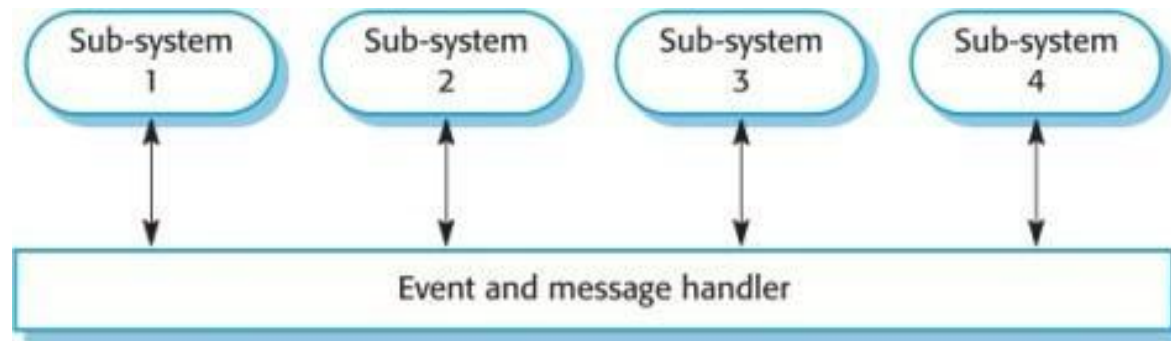 Sub-system
1
Sub-system
2
Sub-system
3
Sub-system
4
Event and message handler